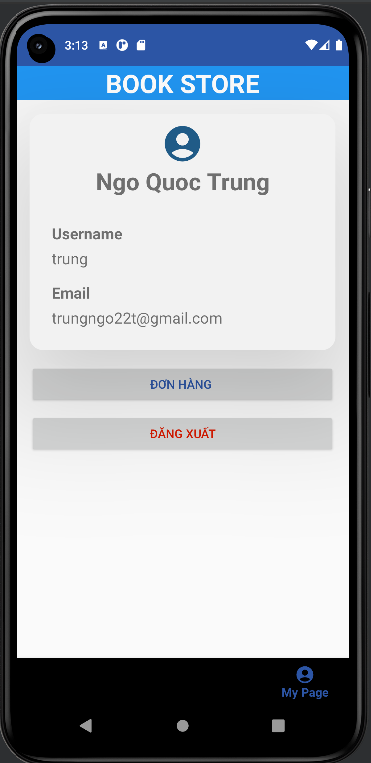 3:13
BOOK STORE
Ngo Quoc Trung
Username
trung
Email
trungngo22t@gmail.com
ĐƠN HÀNG
ĐĂNG XUẤT
My Page